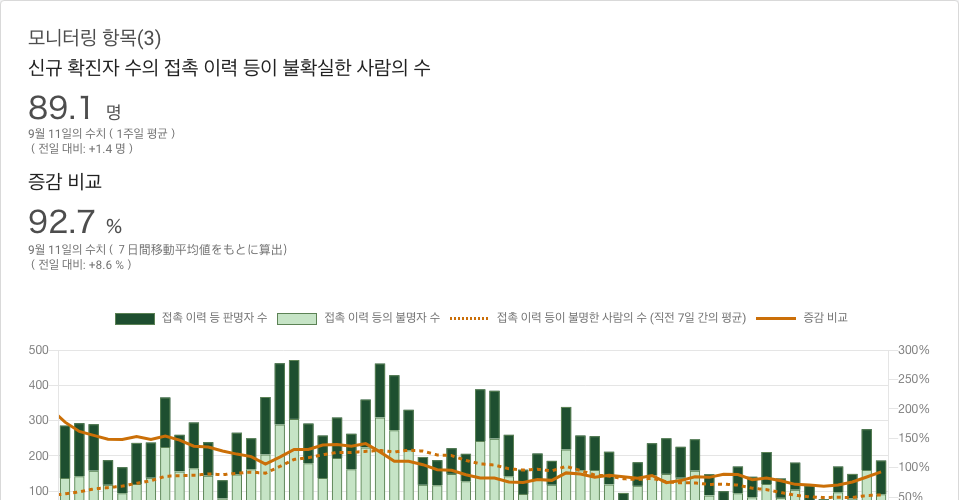 모니터링 항목(3)
신규 확진자 수의 접촉 이력 등이 불확실한 사람의 수
89.1 명
9월 11일의 수치 ( 1주일 평균 )
( 전일 대비: +1.4 명 )
증감 비교
92.7 %
9월 11일의 수치 ( ７日間移動平均値をもとに算出)
( 전일 대비: +8.6 % )
접촉 이력 등 판명자 수 접촉 이력 등의 불명자 수 접촉 이력 등이 불명한 사람의 수 (직전 7일 간의 평균) 증감 비교
500 300%
250%
400
200%
300
150%
200
100%
100
50%